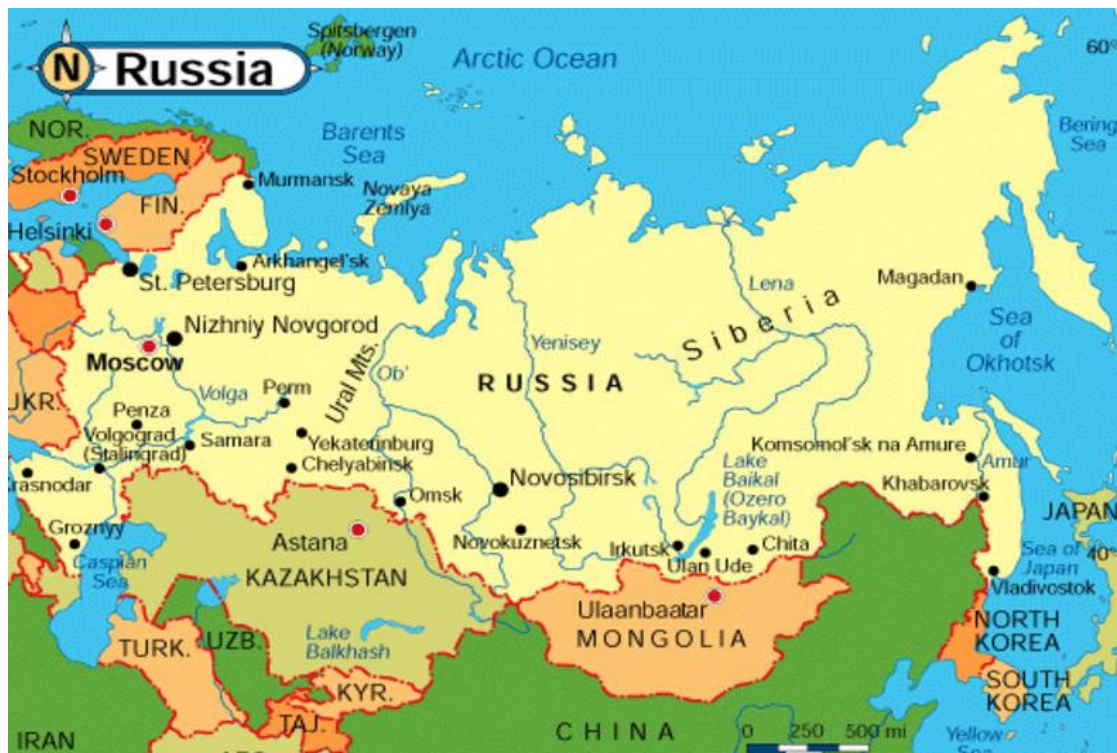 N Russia
Spitsbergen
(Norway)
Arctic Ocean
60°
Bering
Sea
Barents
Sea
NOR.
SWEDEN
Stockholm
Murmansk
Novaya
Zemlya
FIN.
Helsinki
Arkhangel'sk
St. Petersburg
Lena
Magadan
Siberia
Sea
of
Okhotsk
Nizhniy Novgorod
Moscow
Yenisey
Ural Mts.
Ob'
RUSSIA
UKR.
Volga
Perm
Penza
Volgograd
(Stalingrad)
Samara
Yekaterinburg
Chelyabinsk
Komsomol'sk na Amure
Amur
Krasnodar
Omsk
Novosibirsk
Lake
Baikal
(Ozero
Baykal)
Khabarovsk
JAPAN
Groznyy
Astana
Novokuznetsk
Irkutsk
Ulan Ude
Chita
40°
Caspian
Sea
KAZAKHSTAN
Sea of
Japan
Vladivostok
Ulaanbaatar
MONGOLIA
NORTH
KOREA
TURK.
UZB.
Lake
Balkhash
KYR.
SOUTH
KOREA
TAJ.
IRAN
CHINA
0 250 500 mi
Yellow